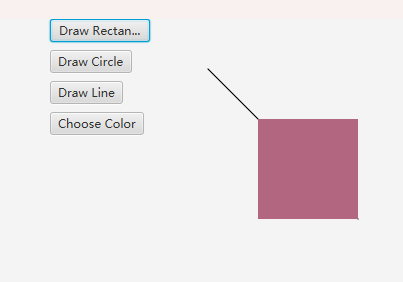 Draw Rectan...
Draw Circle
Draw Line
Choose Color